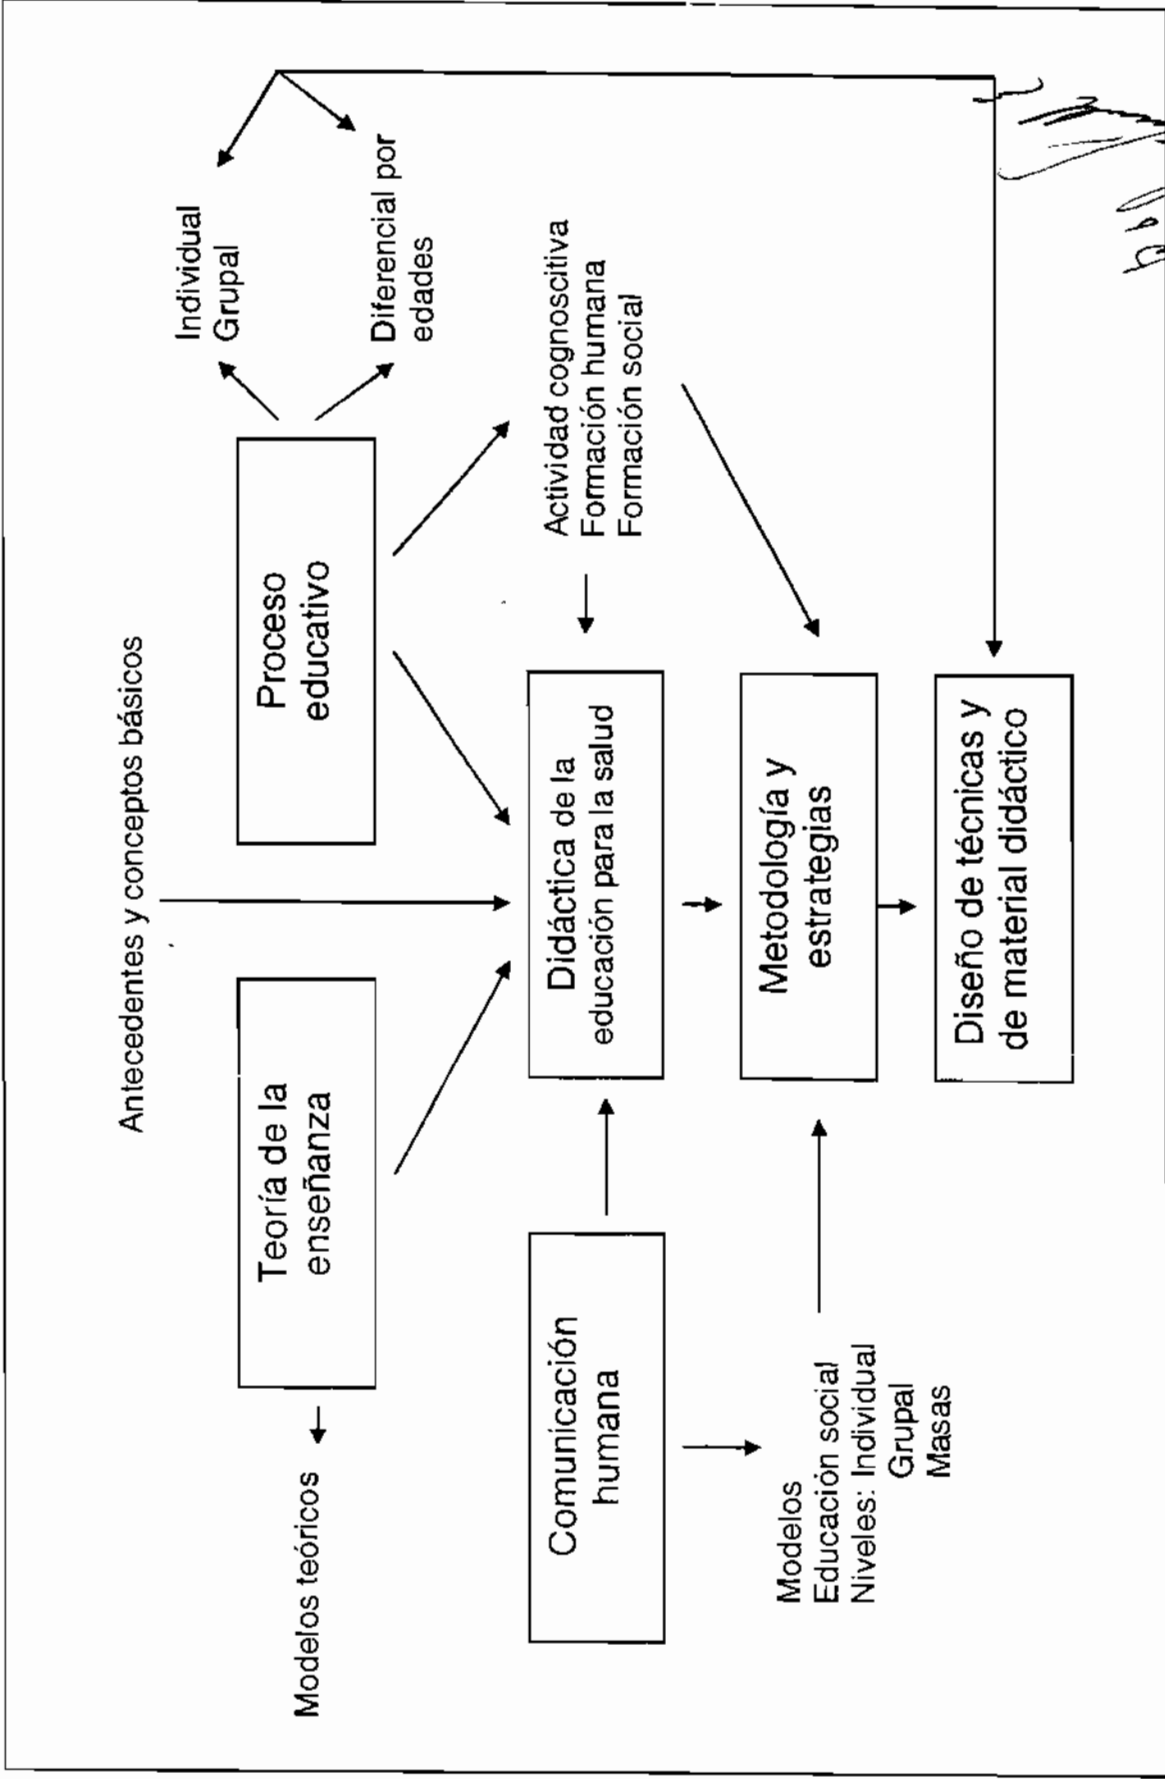 Antecedentes y conceptos básicos
Modelos teóricos
Teoría de la
enseñanza
Proceso
educativo
Individual
Grupal
Diferencial por
edades
Comunicación
humana
Didáctica de la
educación para la salud
Actividad cognoscitiva
Formación humana
Formación social
Modelos
Educación social
Niveles: Individual
Grupal
Masas
Metodología y
estrategias
Diseño de técnicas y
de material didáctico